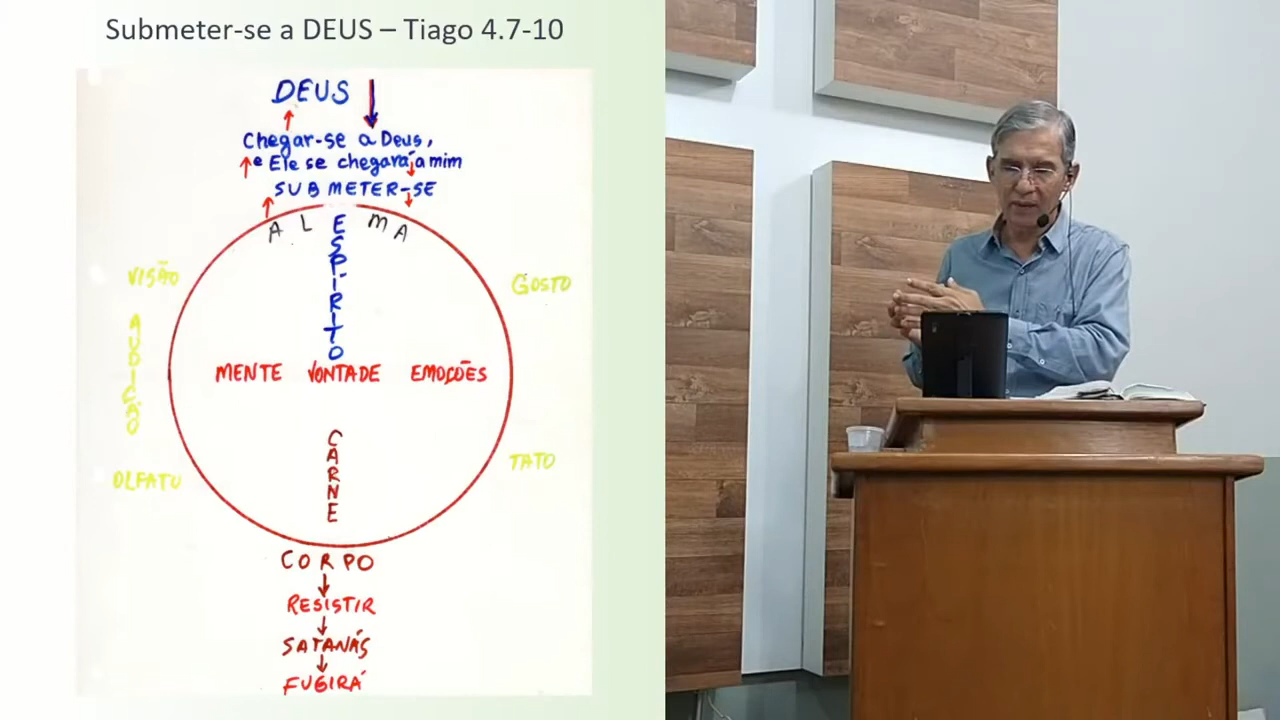 Submeter-se a DEUS – Tiago 4.7-10
DEUS
Chegar-se a Deus,
e Ele se chegará a mim
SUBMETER-SE
ALMA
ESPÍRITO
VISÃO
GOSTO
AUDIÇÃO
MENTE VONTADE EMOÇÕES
CARNE
OLFATO
TATO
CORPO
RESISTIR
SATANÁS
FUGIRÁ